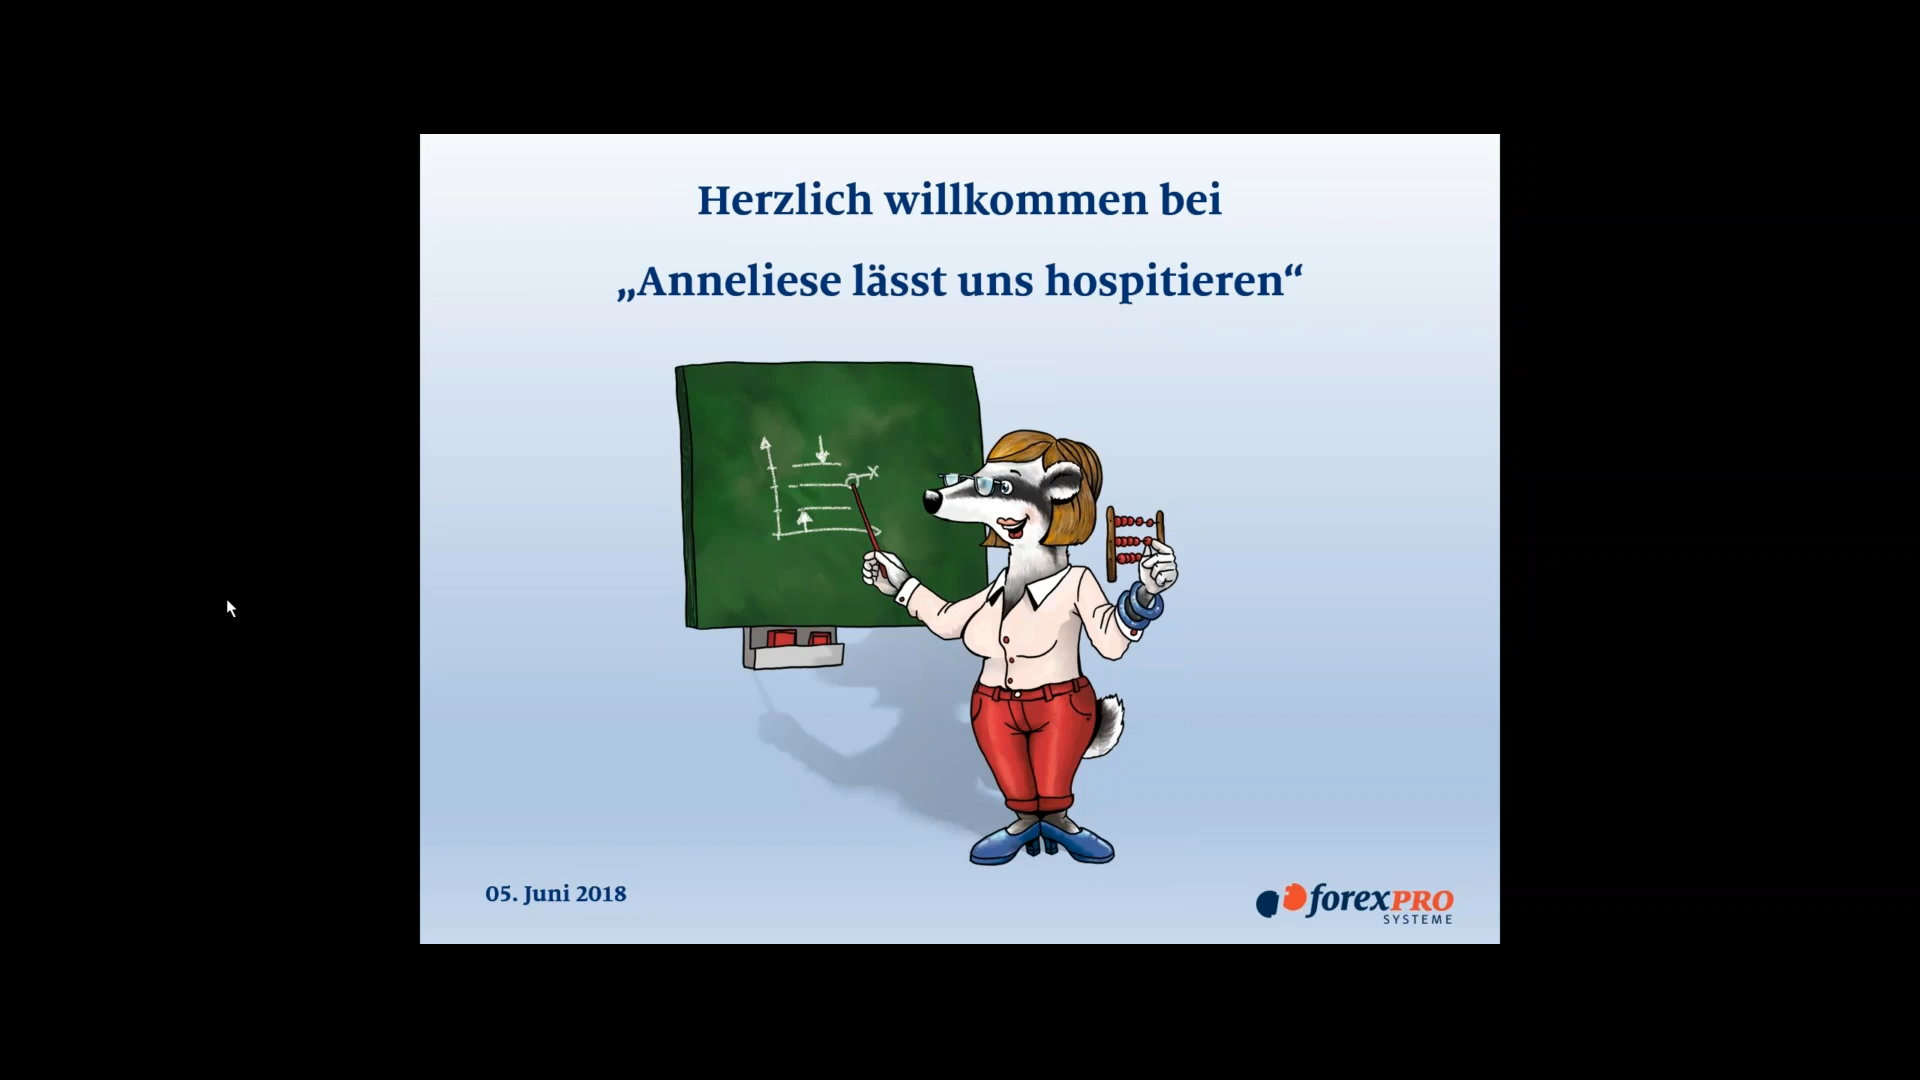 Herzlich willkommen bei
„Anneliese lässt uns hospitieren“
x
05. Juni 2018
forexPRO
SYSTEME